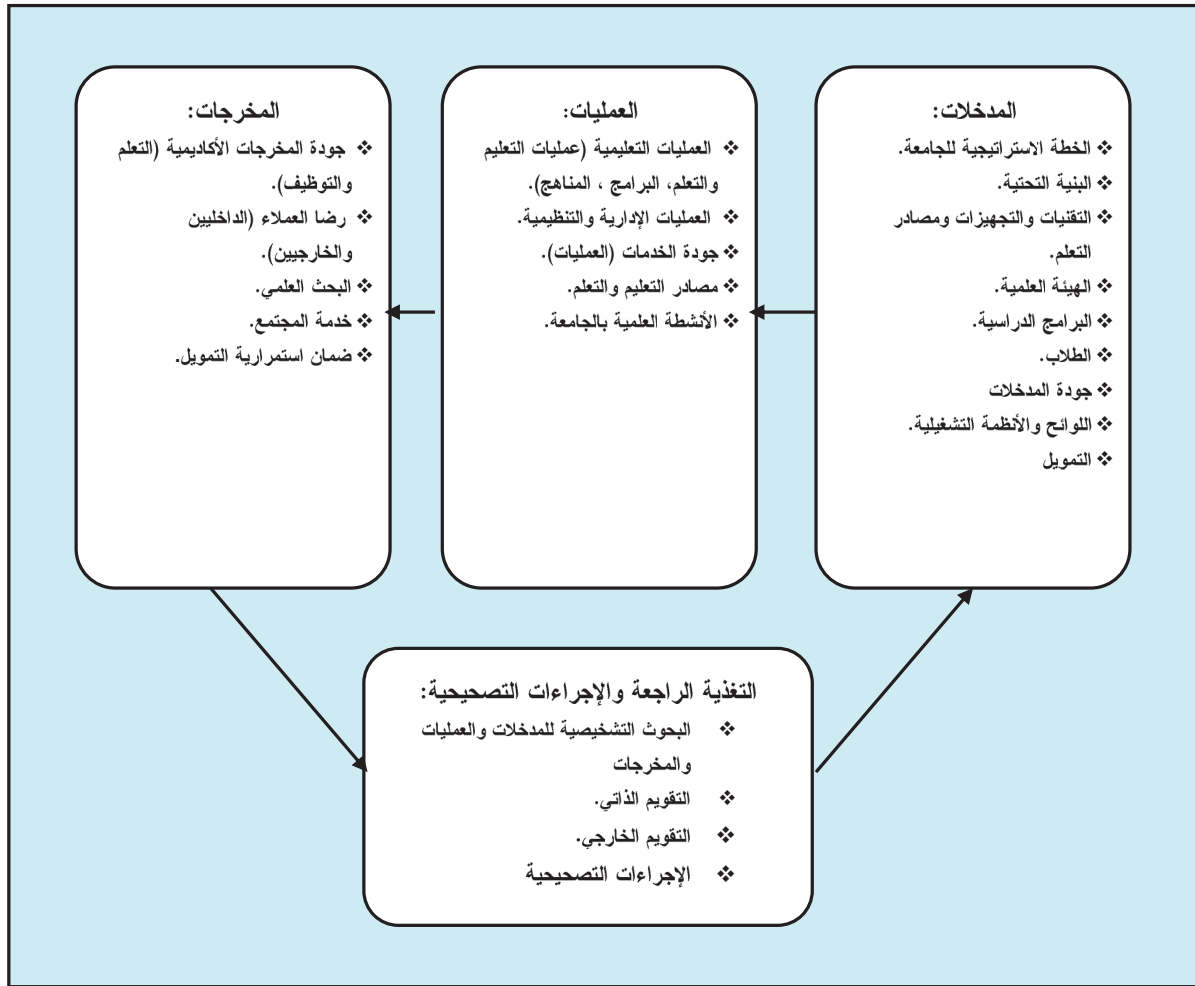 المدخلات:
❖ الخطة الاستراتيجية للجامعة.
❖ البنية التحتية.
❖ التقنيات والتجهيزات ومصادر
التعلم.
❖ الهيئة العلمية.
❖ البرامج الدراسية.
❖ الطلاب.
❖ جودة المدخلات
❖ اللوائح والأنظمة التشغيلية.
❖ التمويل
العمليات:
❖ العمليات التعليمية (عمليات التعليم
والتعلم، البرامج ، المناهج).
❖ العمليات الإدارية والتنظيمية.
❖ جودة الخدمات (العمليات).
❖ مصادر التعليم والتعلم.
❖ الأنشطة العلمية بالجامعة.
المخرجات:
❖ جودة المخرجات الأكاديمية (التعلم
والتوظيف).
❖ رضا العملاء (الداخليين
والخارجيين).
❖ البحث العلمي.
❖ خدمة المجتمع.
❖ ضمان استمرارية التمويل.
التغذية الراجعة والإجراءات التصحيحية:
❖ البحوث التشخيصية للمدخلات والعمليات
والمخرجات
❖ التقويم الذاتي.
❖ التقويم الخارجي.
❖ الإجراءات التصحيحية